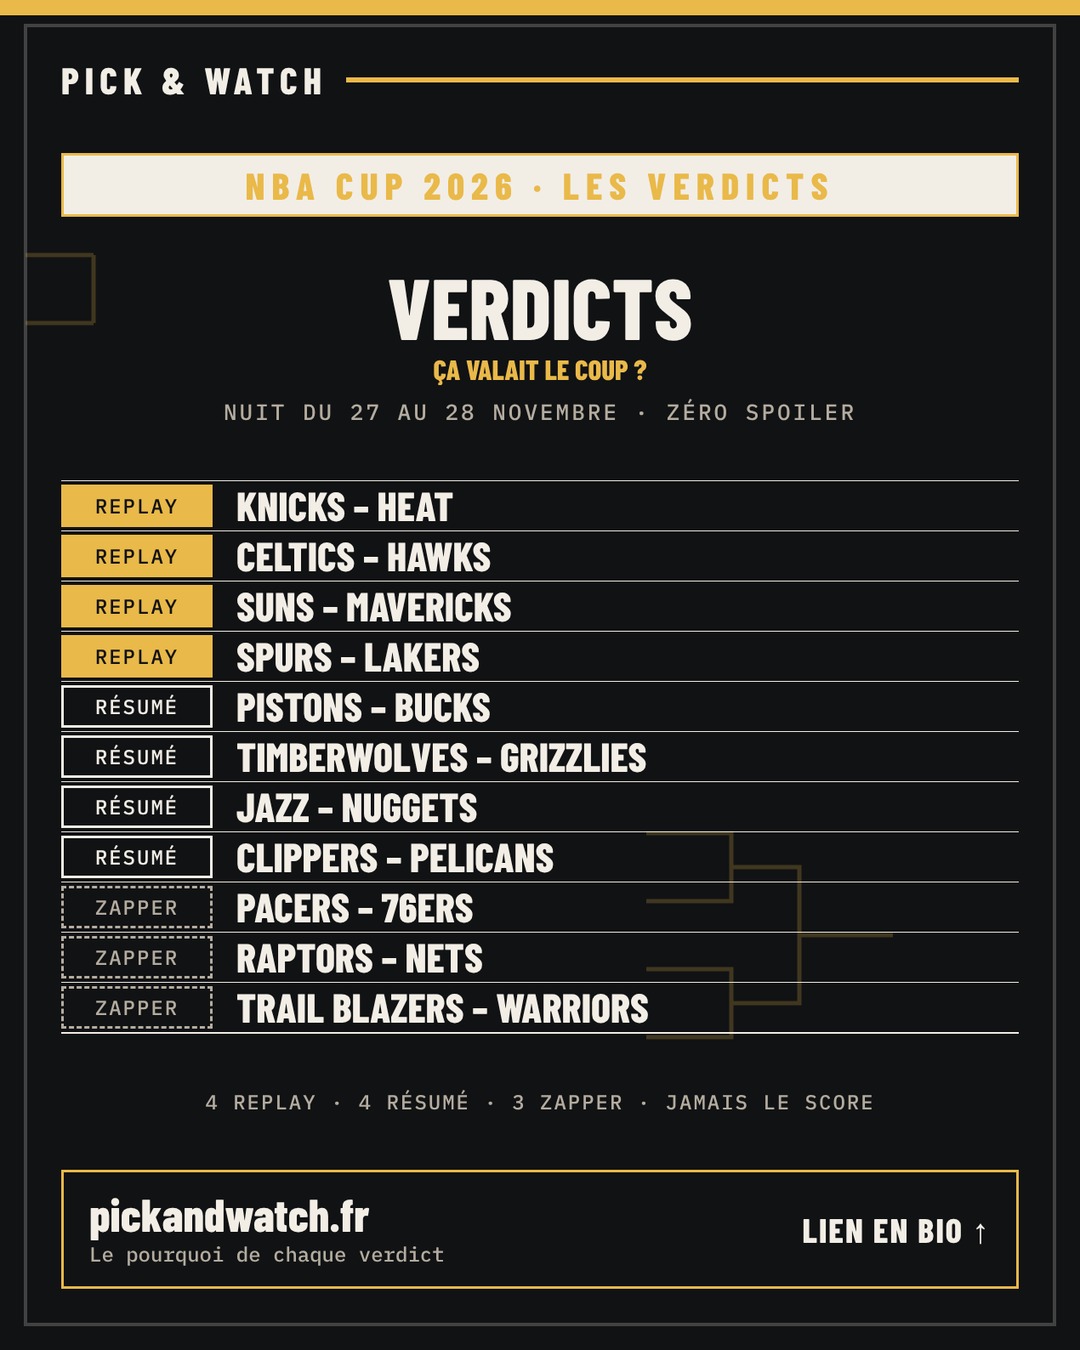 PICK & WATCH
NBA CUP 2026 · LES VERDICTS
VERDICTS
ÇA VALAIT LE COUP ?
NUIT DU 27 AU 28 NOVEMBRE · ZÉRO SPOILER
REPLAY KNICKS – HEAT
REPLAY CELTICS – HAWKS
REPLAY SUNS – MAVERICKS
REPLAY SPURS – LAKERS
RÉSUMÉ PISTONS – BUCKS
RÉSUMÉ TIMBERWOLVES – GRIZZLIES
RÉSUMÉ JAZZ – NUGGETS
RÉSUMÉ CLIPPERS – PELICANS
ZAPPER PACERS – 76ERS
ZAPPER RAPTORS – NETS
ZAPPER TRAIL BLAZERS – WARRIORS
4 REPLAY · 4 RÉSUMÉ · 3 ZAPPER · JAMAIS LE SCORE
pickandwatch.fr
Le pourquoi de chaque verdict
LIEN EN BIO ↑